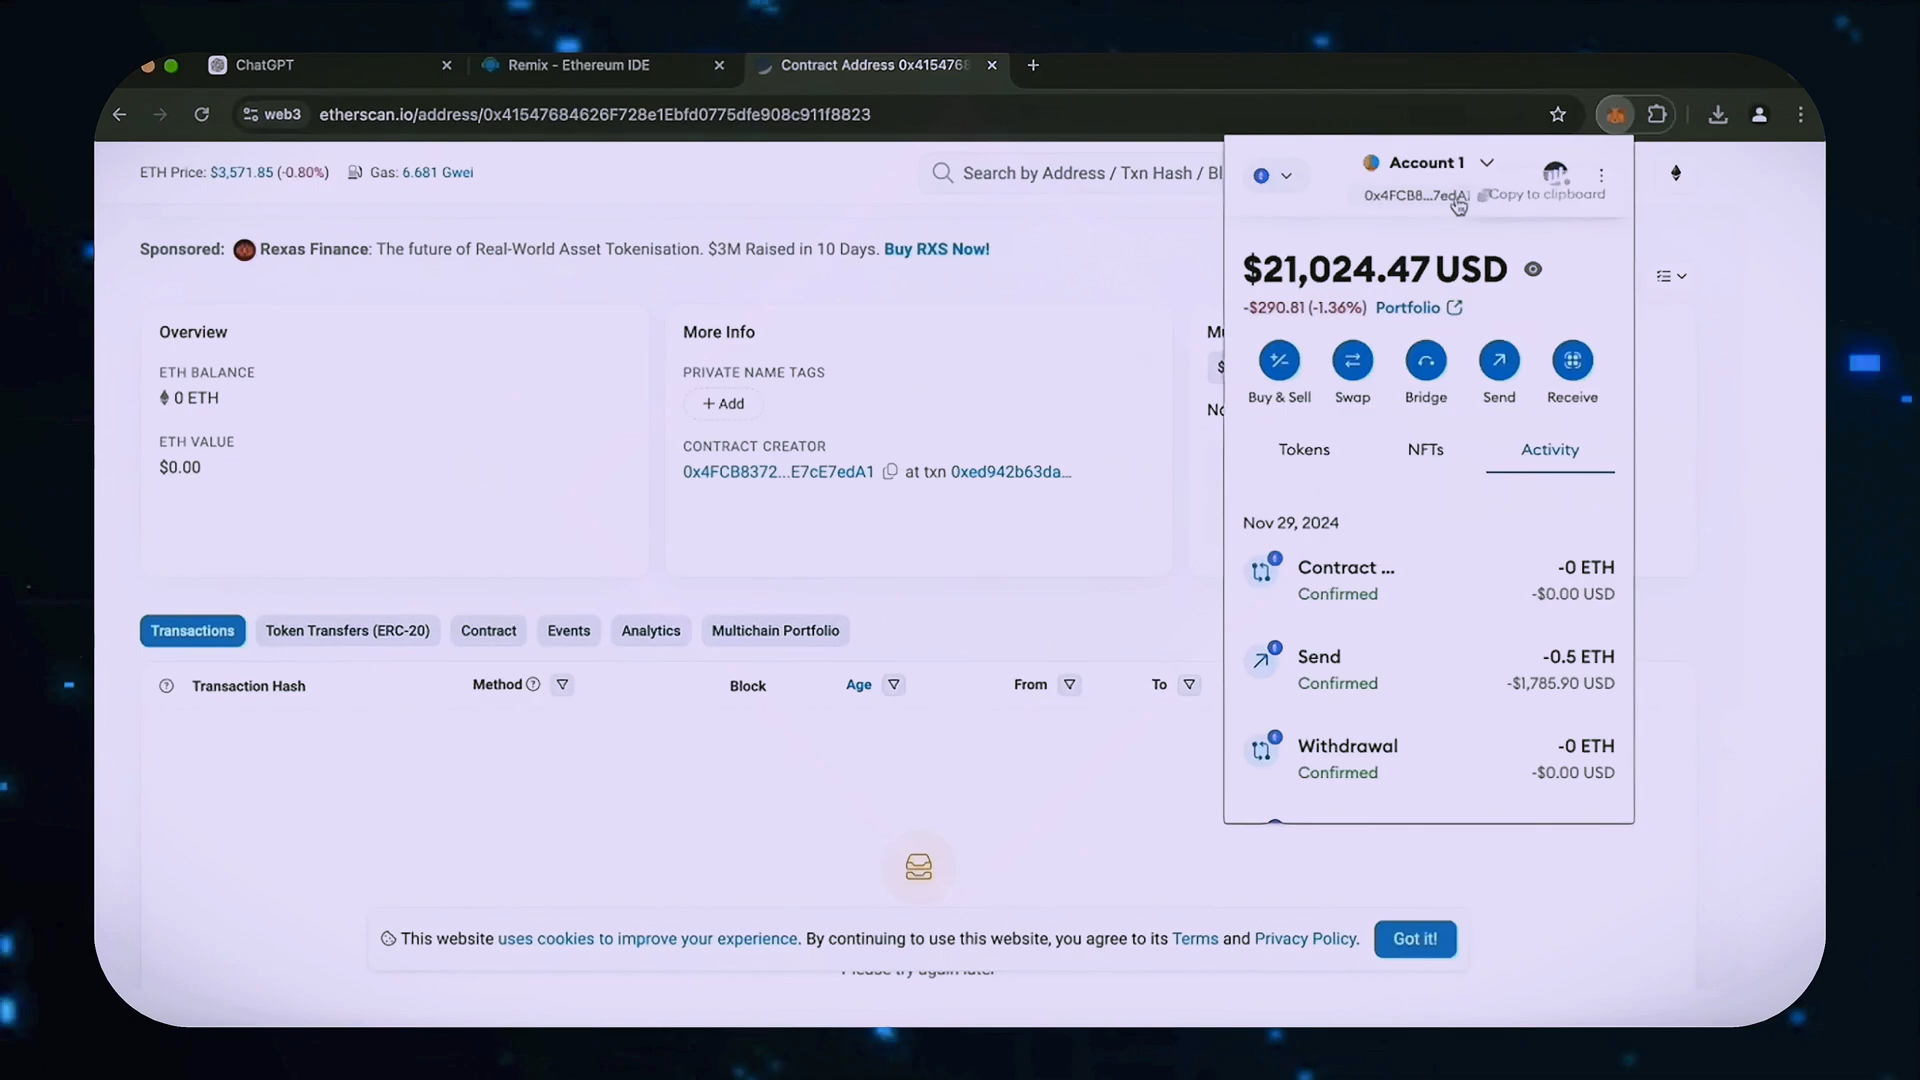 ChatGPT
Remix - Ethereum IDE
Contract Address 0x4154768
web3
etherscan.io/address/0x41547684626F728e1Ebfd0775dfe908c911f8823
ETH Price: $3,571.85 (-0.80%)
Gas: 6.681 Gwei
Search by Address / Txn Hash / Bl
Sponsored: Rexas Finance: The future of Real-World Asset Tokenisation. $3M Raised in 10 Days. Buy RXS Now!
Overview
ETH BALANCE
0 ETH
ETH VALUE
$0.00
More Info
PRIVATE NAME TAGS
+ Add
CONTRACT CREATOR
0x4FCB8372...E7cE7edA1 at txn 0xed942b63da...
Mu
$
No
Transactions
Token Transfers (ERC-20)
Contract
Events
Analytics
Multichain Portfolio
Transaction Hash
Method
Block
Age
From
To
This website uses cookies to improve your experience. By continuing to use this website, you agree to its Terms and Privacy Policy.
Got it!
Please try again later
Account 1
0x4FCB8...7edA1
Copy to clipboard
$21,024.47 USD
-$290.81 (-1.36%) Portfolio
Buy & Sell
Swap
Bridge
Send
Receive
Tokens
NFTs
Activity
Nov 29, 2024
Contract ...
-0 ETH
Confirmed
-$0.00 USD
Send
-0.5 ETH
Confirmed
-$1,785.90 USD
Withdrawal
-0 ETH
Confirmed
-$0.00 USD